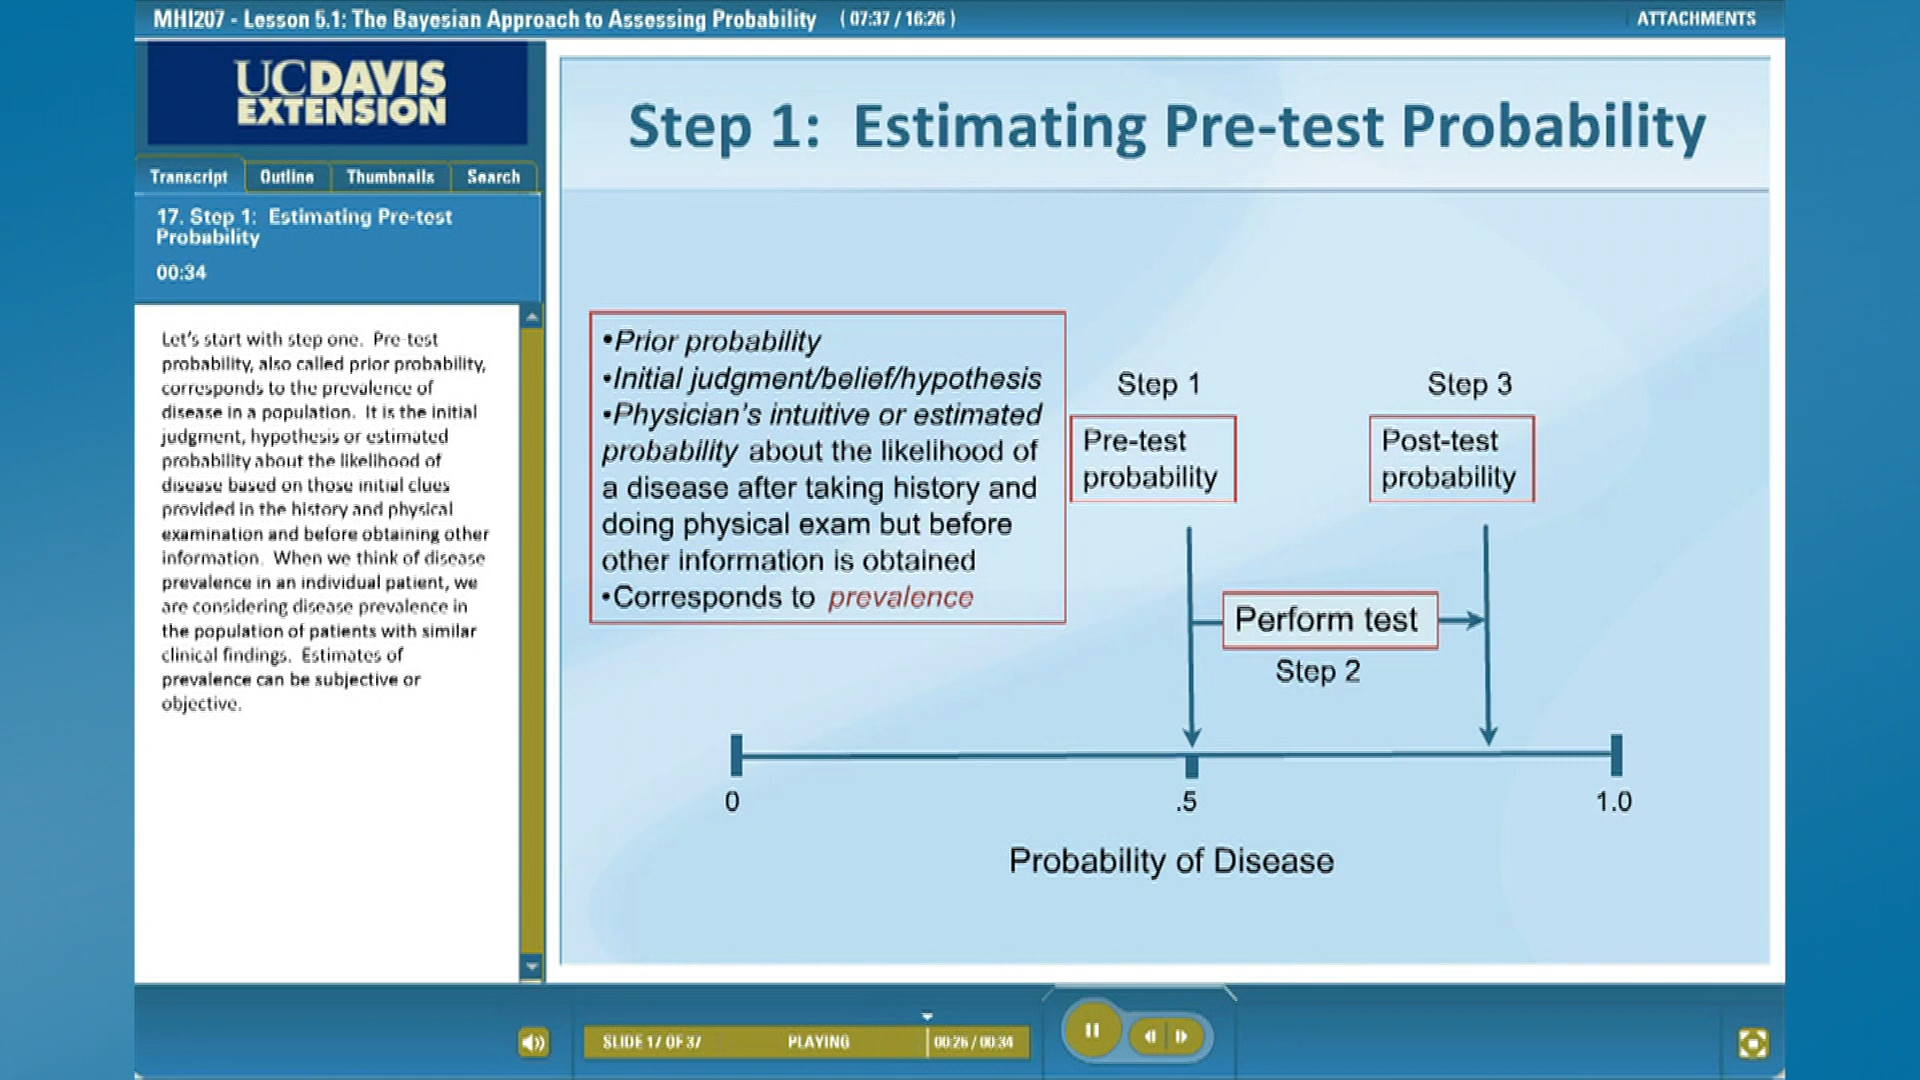 MHI207 - Lesson 5.1: The Bayesian Approach to Assessing Probability ( 07:37 / 16:26 )
ATTACHMENTS
UCDAVIS
EXTENSION
Transcript Outline Thumbnails Search
17. Step 1: Estimating Pre-test
Probability
00:34
Let's start with step one. Pre-test
probability, also called prior probability,
corresponds to the prevalence of
disease in a population. It is the initial
judgment, hypothesis or estimated
probability about the likelihood of
disease based on those initial clues
provided in the history and physical
examination and before obtaining other
information. When we think of disease
prevalence in an individual patient, we
are considering disease prevalence in
the population of patients with similar
clinical findings. Estimates of
prevalence can be subjective or
objective.
Step 1: Estimating Pre-test Probability
•Prior probability
•Initial judgment/belief/hypothesis
•Physician's intuitive or estimated
probability about the likelihood of
a disease after taking history and
doing physical exam but before
other information is obtained
•Corresponds to prevalence
Step 1
Pre-test
probability
Step 3
Post-test
probability
Perform test
Step 2
0
.5
1.0
Probability of Disease
SLIDE 17 OF 37 PLAYING 00:26 / 00:34